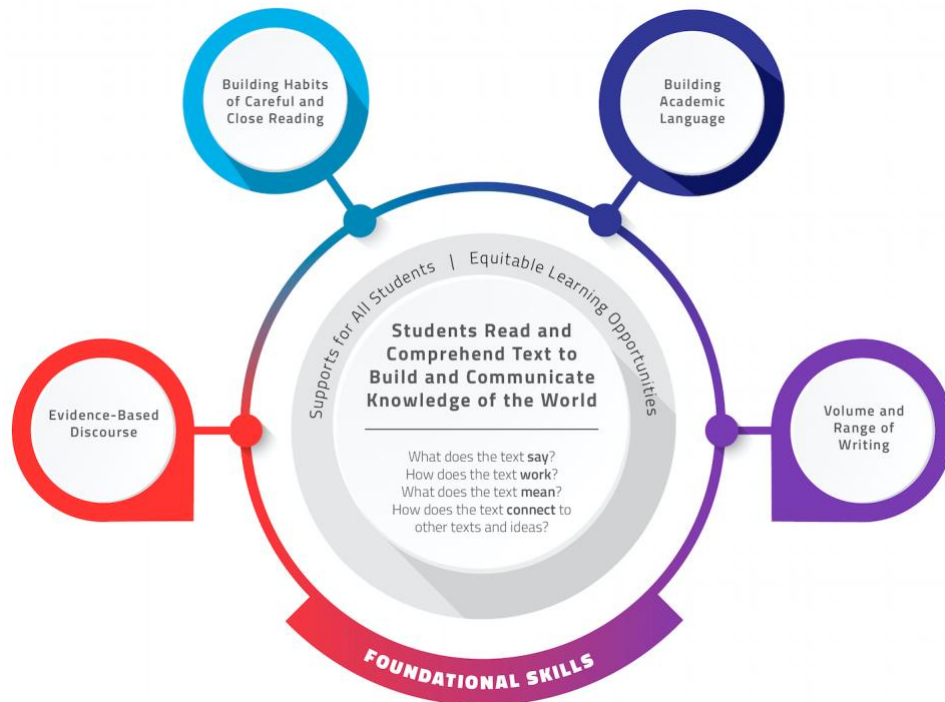 Building Habits
of Careful and
Close Reading
Building
Academic
Language
Supports for All Students | Equitable Learning Opportunities
Students Read and
Comprehend Text to
Build and Communicate
Knowledge of the World
What does the text say?
How does the text work?
What does the text mean?
How does the text connect to
other texts and ideas?
Evidence-Based
Discourse
Volume and
Range of
Writing
FOUNDATIONAL SKILLS